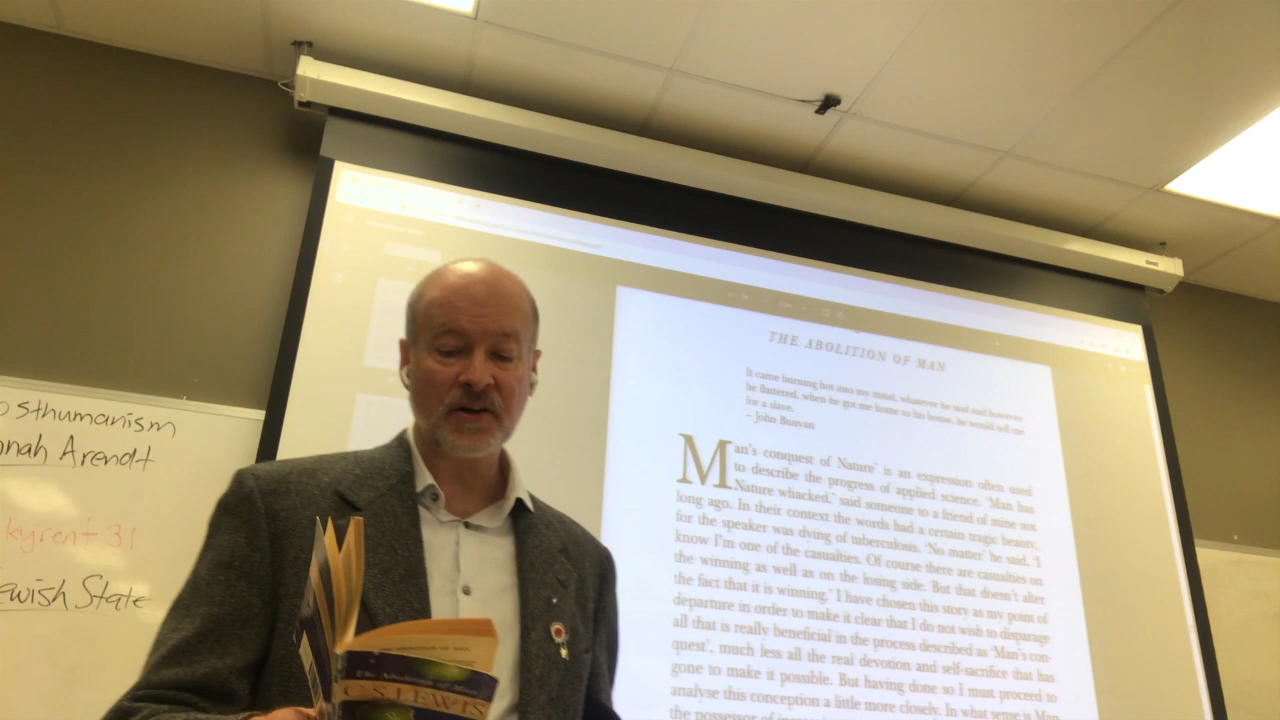 osthumanism
nnah Arendt
kyrent 31
ewish State
THE ABOLITION OF MAN
It came burning hot into my mind, whatever he said and however
he flattered, when he got me home to his house, he would sell me
for a slave.
– John Bunyan
Man's conquest of Nature' is an expression often used
to describe the progress of applied science. 'Man has
Nature whacked,' said someone to a friend of mine not
long ago. In their context the words had a certain tragic beauty,
for the speaker was dying of tuberculosis. 'No matter' he said, 'I
know I'm one of the casualties. Of course there are casualties on
the winning as well as on the losing side. But that doesn't alter
the fact that it is winning.' I have chosen this story as my point of
departure in order to make it clear that I do not wish to disparage
all that is really beneficial in the process described as 'Man's con-
quest', much less all the real devotion and self-sacrifice that has
gone to make it possible. But having done so I must proceed to
analyse this conception a little more closely. In what sense is Man
the possessor of
The Abolition of Man
C. S. LEWIS